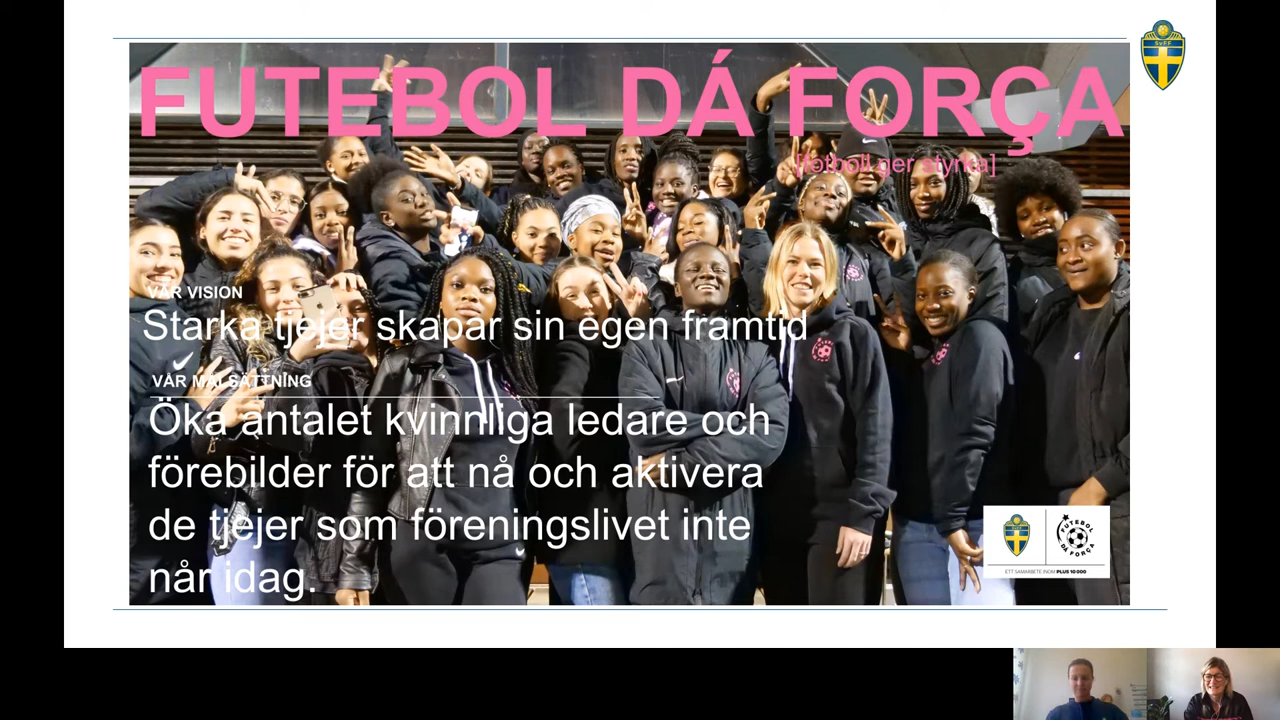 SvFF
FUTEBOL DÁ FORÇA
[fotboll ger styrka]
VÅR VISION
Starka tjejer skapar sin egen framtid
VÅR MÅLSÄTTNING
Öka antalet kvinnliga ledare och
förebilder för att nå och aktivera
de tjejer som föreningslivet inte
når idag.
FUTEBOL
DÁ FORÇA
ETT SAMARBETE INOM PLUS 10 000